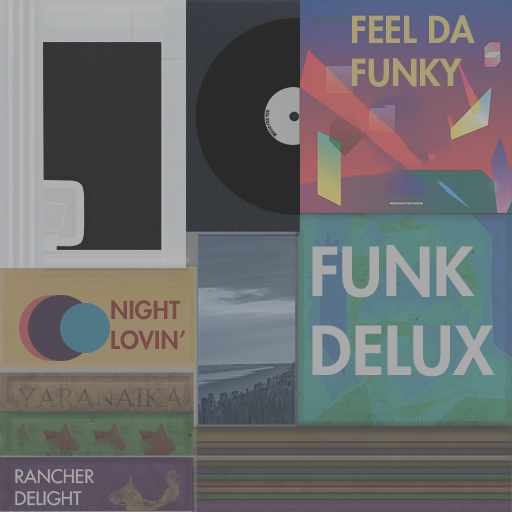 FEEL DA
FUNKY
FUNK
DELUX
NIGHT
LOVIN'
YARANAIKA
RANCHER
DELIGHT